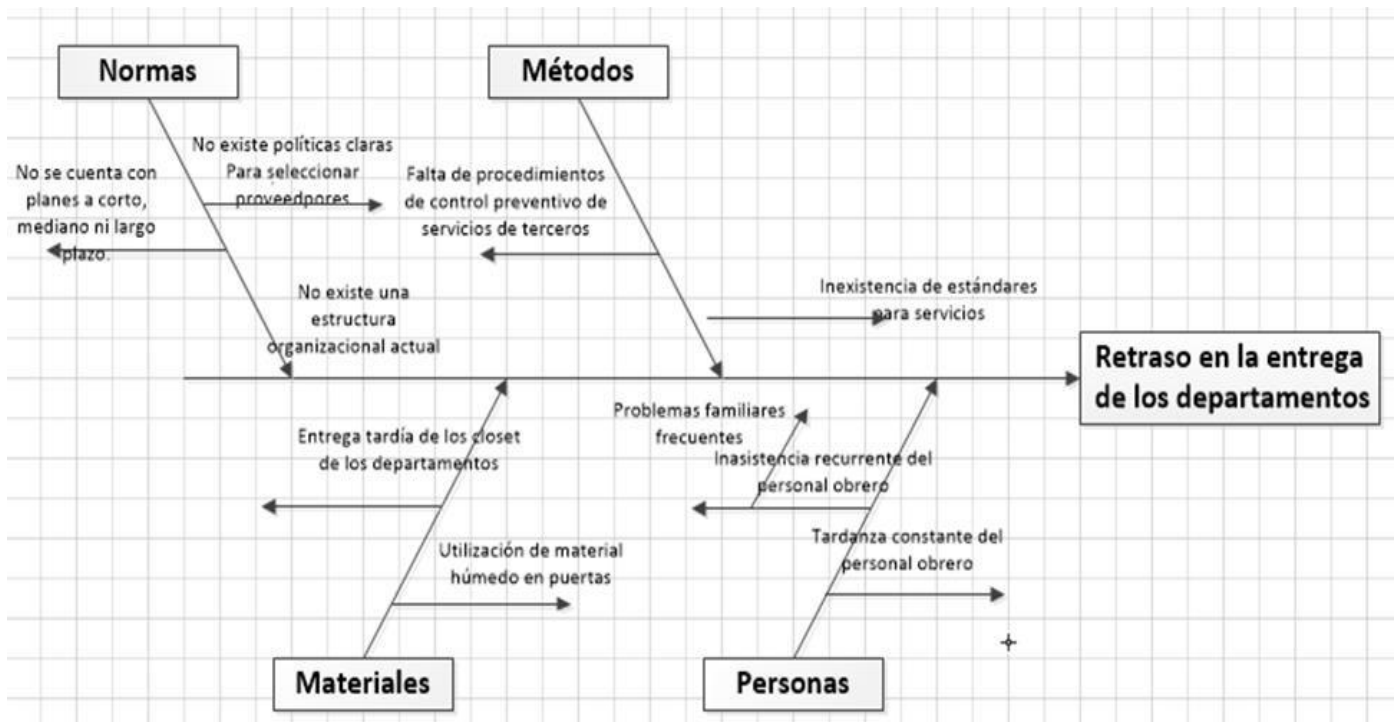 Normas
Métodos
No existe políticas claras
Para seleccionar
proveedpores
No se cuenta con
planes a corto,
mediano ni largo
plazo.
Falta de procedimientos
de control preventivo de
servicios de terceros
No existe una
estructura
organizacional actual
Inexistencia de estándares
para servicios
Retraso en la entrega
de los departamentos
Entrega tardía de los closet
de los departamentos
Problemas familiares
frecuentes
Inasistencia recurrente del
personal obrero
Utilización de material
húmedo en puertas
Tardanza constante del
personal obrero
Materiales
Personas